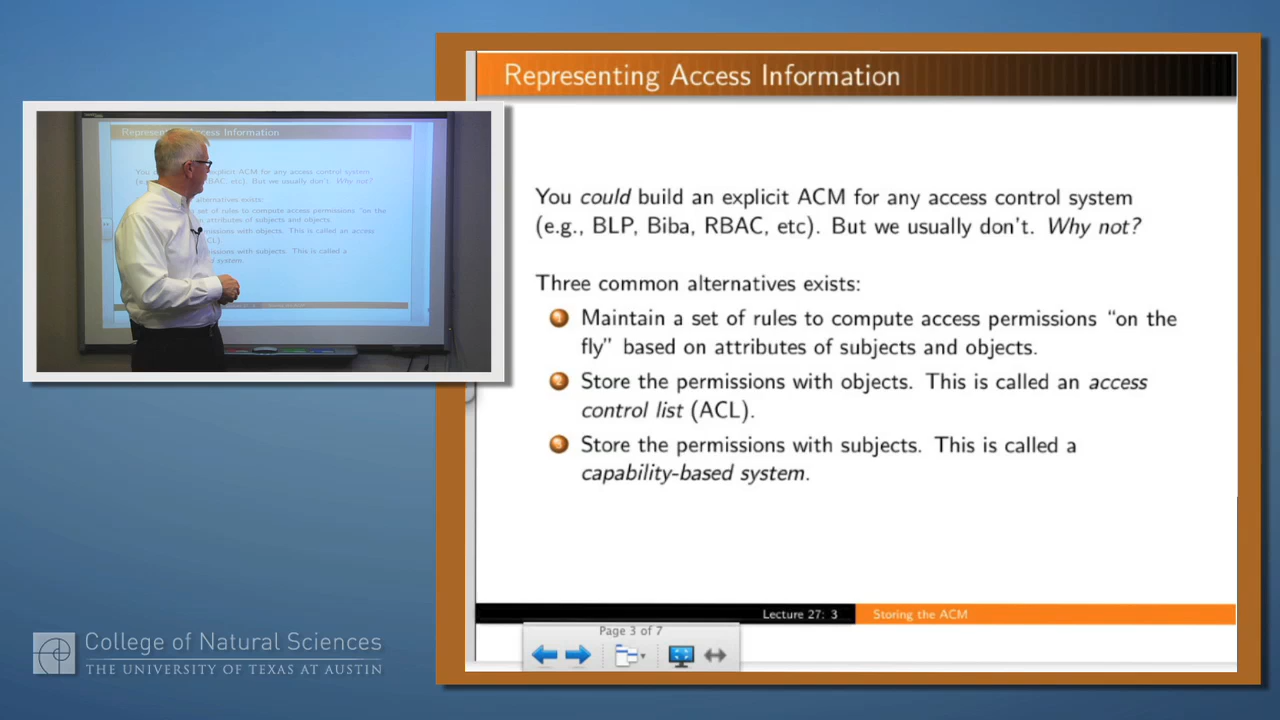 Representing Access Information
You could build an explicit ACM for any access control system
(e.g., BLP, Biba, RBAC, etc). But we usually don't. Why not?
Three common alternatives exists:
1 Maintain a set of rules to compute access permissions “on the
fly” based on attributes of subjects and objects.
2 Store the permissions with objects. This is called an access
control list (ACL).
3 Store the permissions with subjects. This is called a
capability-based system.
Lecture 27: 3 Storing the ACM
Page 3 of 7
College of Natural Sciences
THE UNIVERSITY OF TEXAS AT AUSTIN